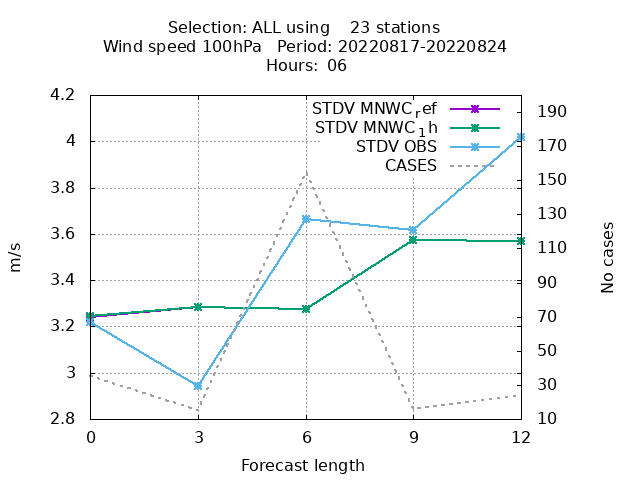 Selection: ALL using    23 stations
Wind speed 100hPa   Period: 20220817-20220824
Hours:  06
STDV MNWC_ref
STDV MNWC_1h
STDV OBS
CASES
m/s
4.2
4
3.8
3.6
3.4
3.2
3
2.8
No cases
190
170
150
130
110
90
70
50
30
10
0 3 6 9 12
Forecast length